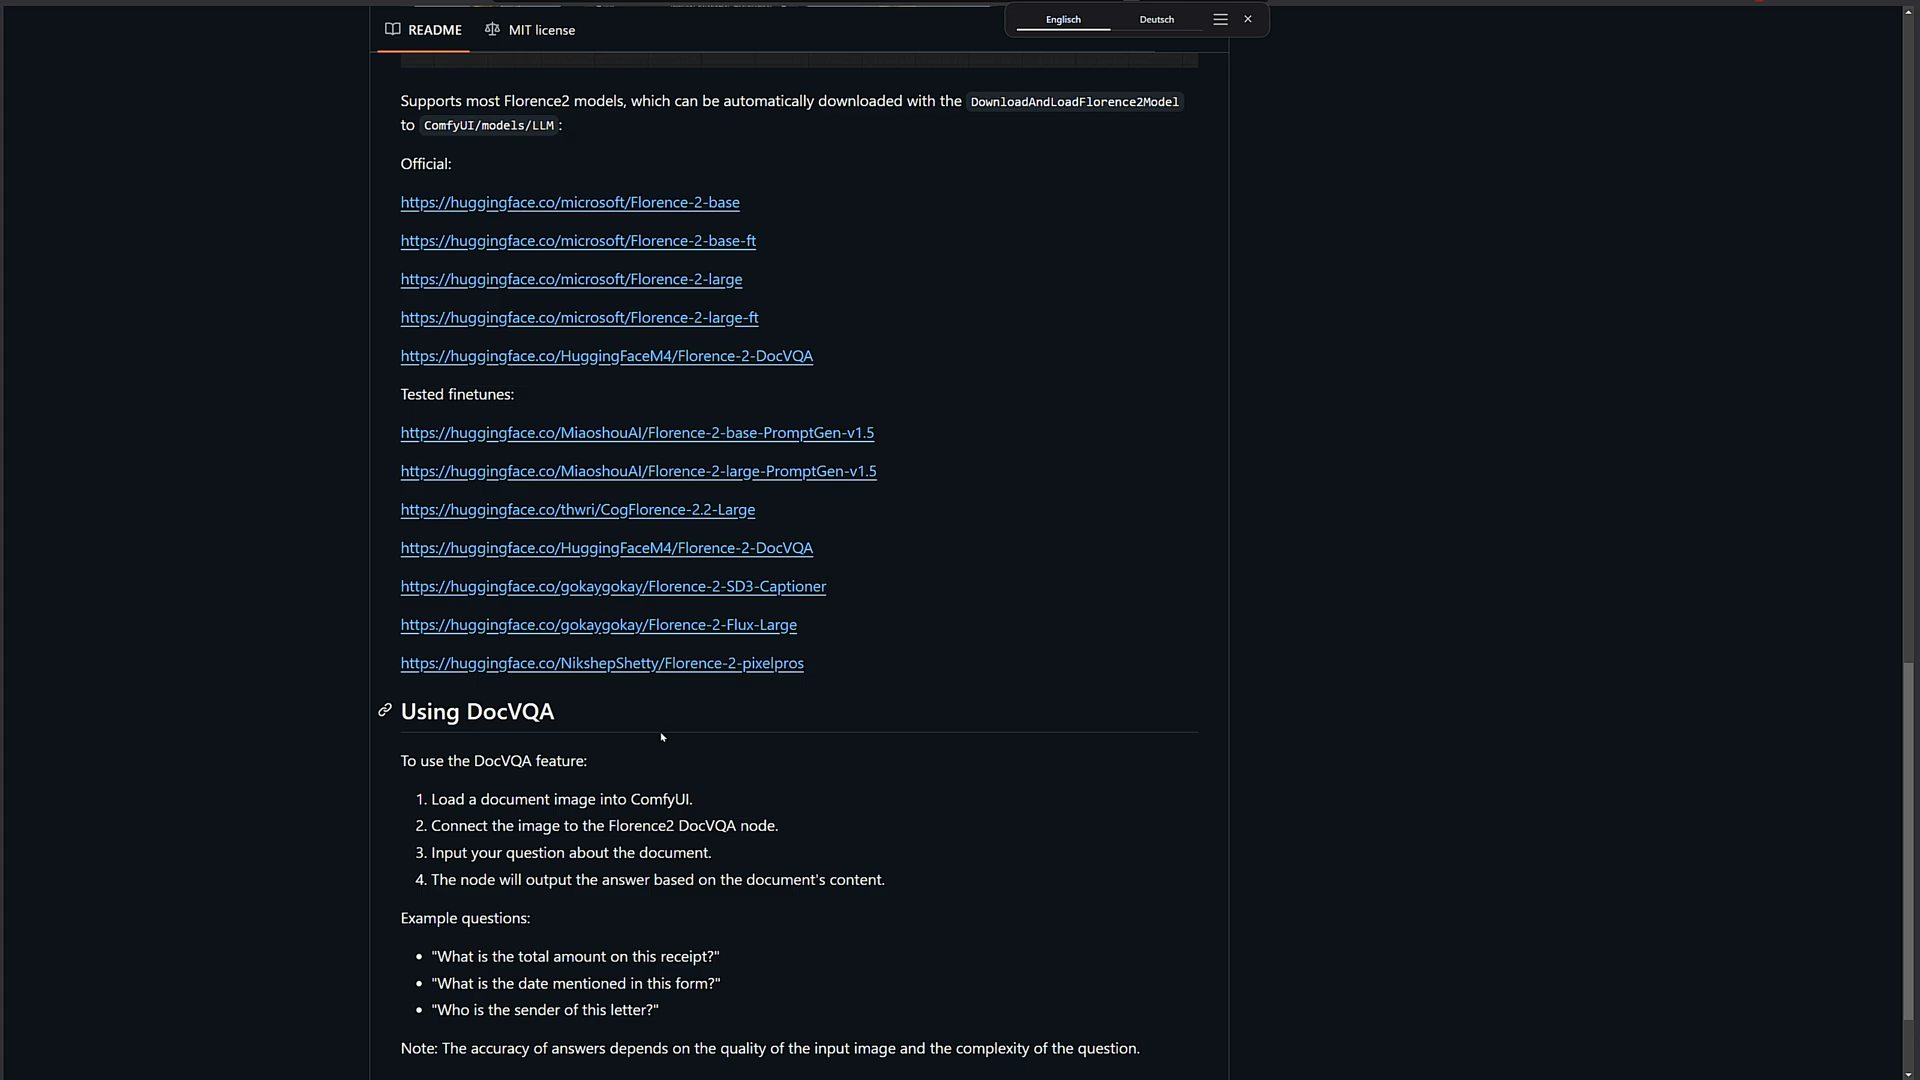 README MIT license
Englisch Deutsch
Supports most Florence2 models, which can be automatically downloaded with the DownloadAndLoadFlorence2Model
to ComfyUI/models/LLM :
Official:
https://huggingface.co/microsoft/Florence-2-base
https://huggingface.co/microsoft/Florence-2-base-ft
https://huggingface.co/microsoft/Florence-2-large
https://huggingface.co/microsoft/Florence-2-large-ft
https://huggingface.co/HuggingFaceM4/Florence-2-DocVQA
Tested finetunes:
https://huggingface.co/MiaoshouAI/Florence-2-base-PromptGen-v1.5
https://huggingface.co/MiaoshouAI/Florence-2-large-PromptGen-v1.5
https://huggingface.co/thwri/CogFlorence-2.2-Large
https://huggingface.co/HuggingFaceM4/Florence-2-DocVQA
https://huggingface.co/gokaygokay/Florence-2-SD3-Captioner
https://huggingface.co/gokaygokay/Florence-2-Flux-Large
https://huggingface.co/NikshepShetty/Florence-2-pixelpros
Using DocVQA
To use the DocVQA feature:
1. Load a document image into ComfyUI.
2. Connect the image to the Florence2 DocVQA node.
3. Input your question about the document.
4. The node will output the answer based on the document's content.
Example questions:
• "What is the total amount on this receipt?"
• "What is the date mentioned in this form?"
• "Who is the sender of this letter?"
Note: The accuracy of answers depends on the quality of the input image and the complexity of the question.